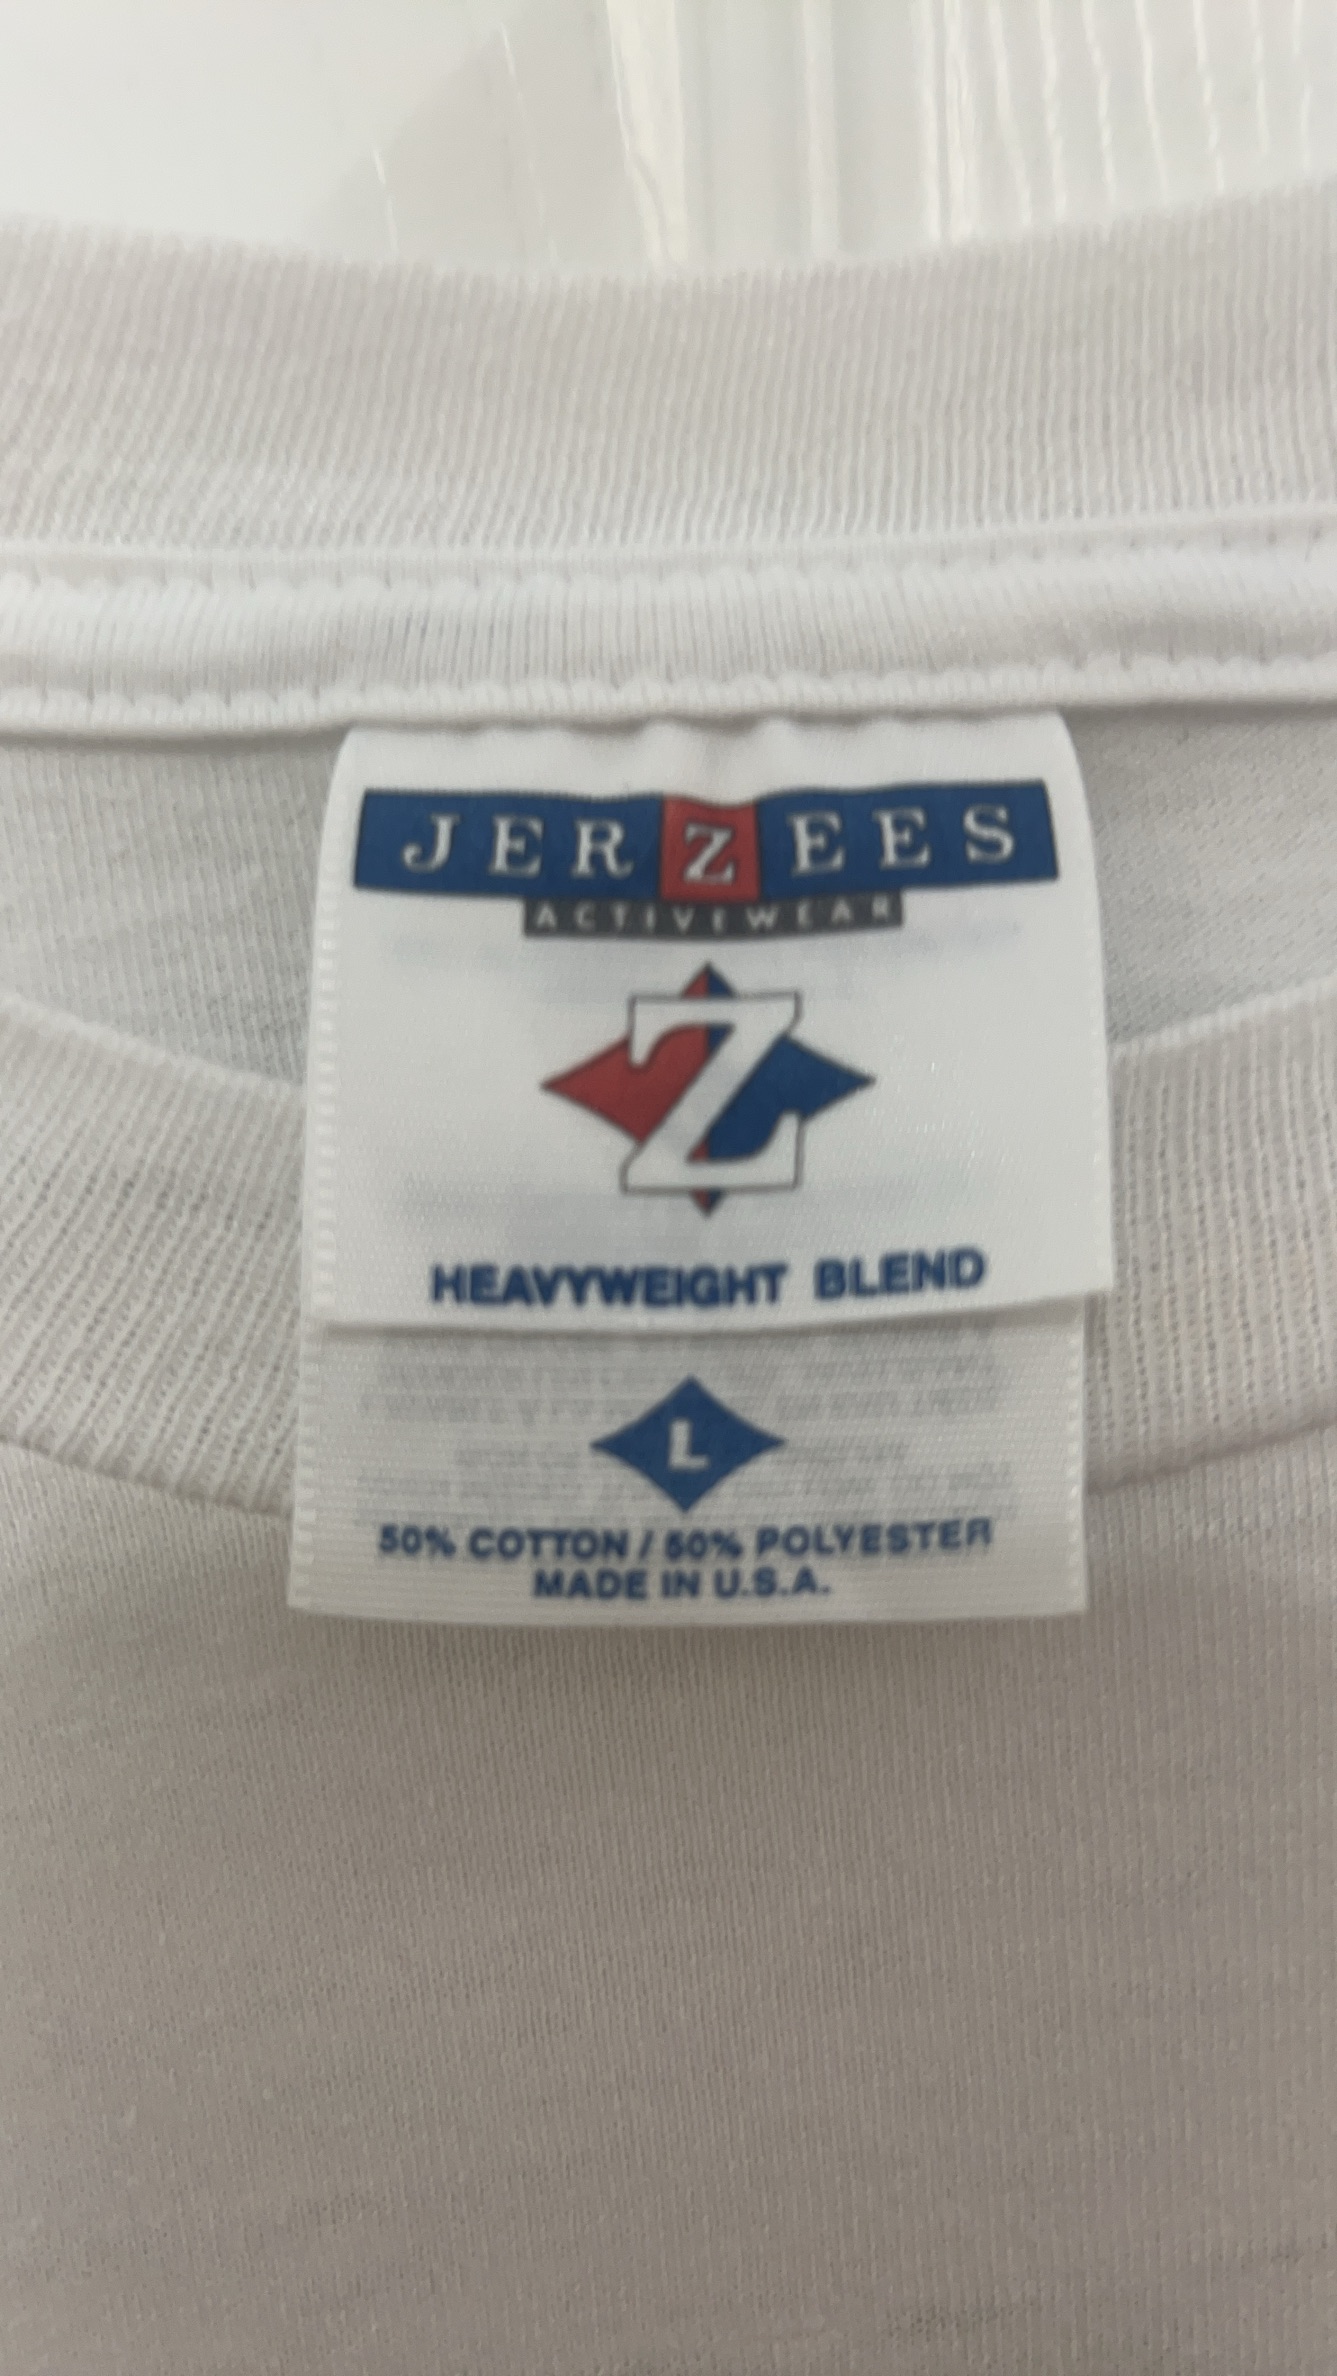 JERZEES
ACTIVEWEAR
Z
HEAVYWEIGHT BLEND
L
50% COTTON / 50% POLYESTER
MADE IN U.S.A.